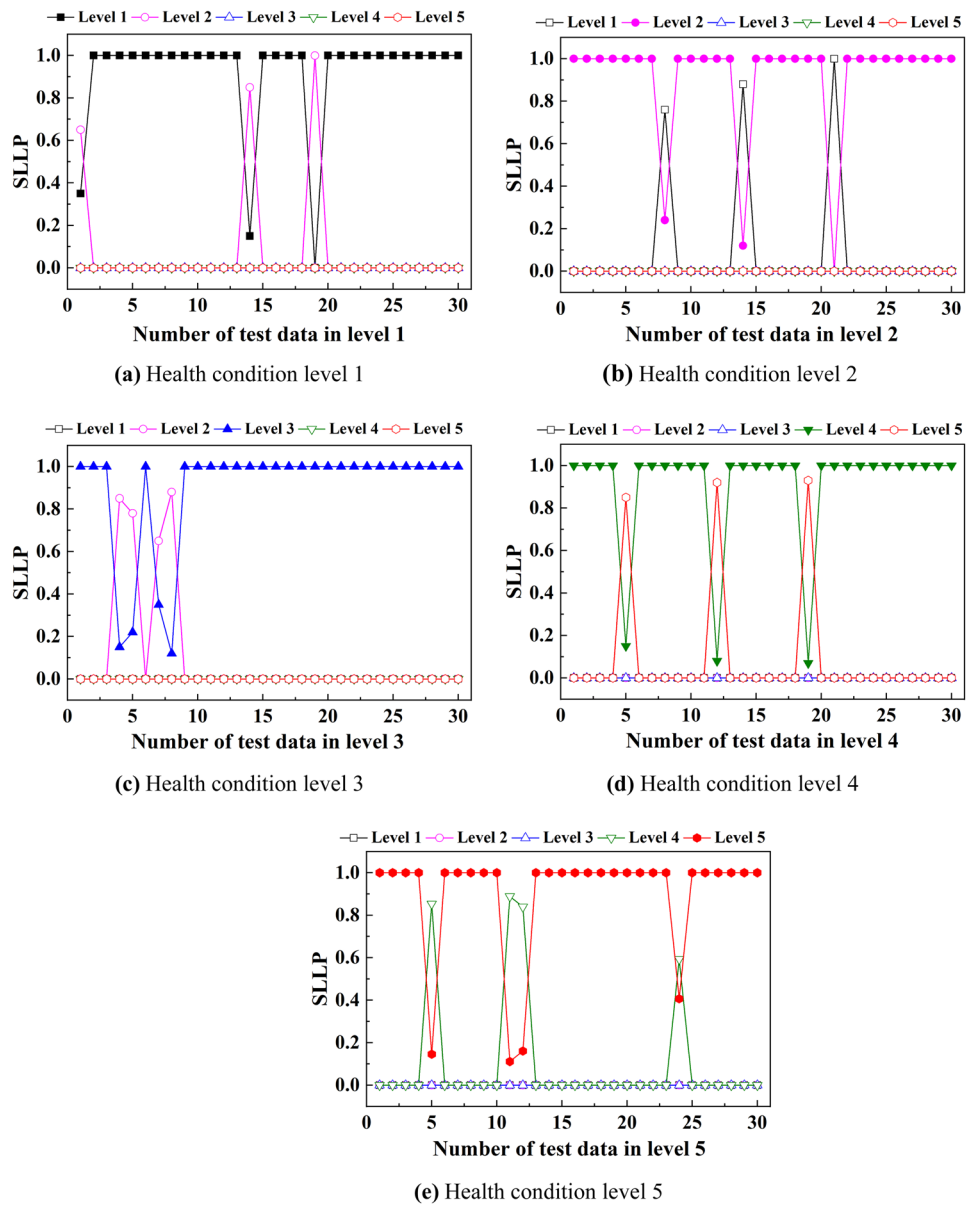 Level 1 Level 2 Level 3 Level 4 Level 5
1.0
0.8
0.6
0.4
0.2
0.0
SLLP
0 5 10 15 20 25 30
Number of test data in level 1
(a) Health condition level 1
Level 1 Level 2 Level 3 Level 4 Level 5
1.0
0.8
0.6
0.4
0.2
0.0
SLLP
0 5 10 15 20 25 30
Number of test data in level 2
(b) Health condition level 2
Level 1 Level 2 Level 3 Level 4 Level 5
1.0
0.8
0.6
0.4
0.2
0.0
SLLP
0 5 10 15 20 25 30
Number of test data in level 3
(c) Health condition level 3
Level 1 Level 2 Level 3 Level 4 Level 5
1.0
0.8
0.6
0.4
0.2
0.0
SLLP
0 5 10 15 20 25 30
Number of test data in level 4
(d) Health condition level 4
Level 1 Level 2 Level 3 Level 4 Level 5
1.0
0.8
0.6
0.4
0.2
0.0
SLLP
0 5 10 15 20 25 30
Number of test data in level 5
(e) Health condition level 5